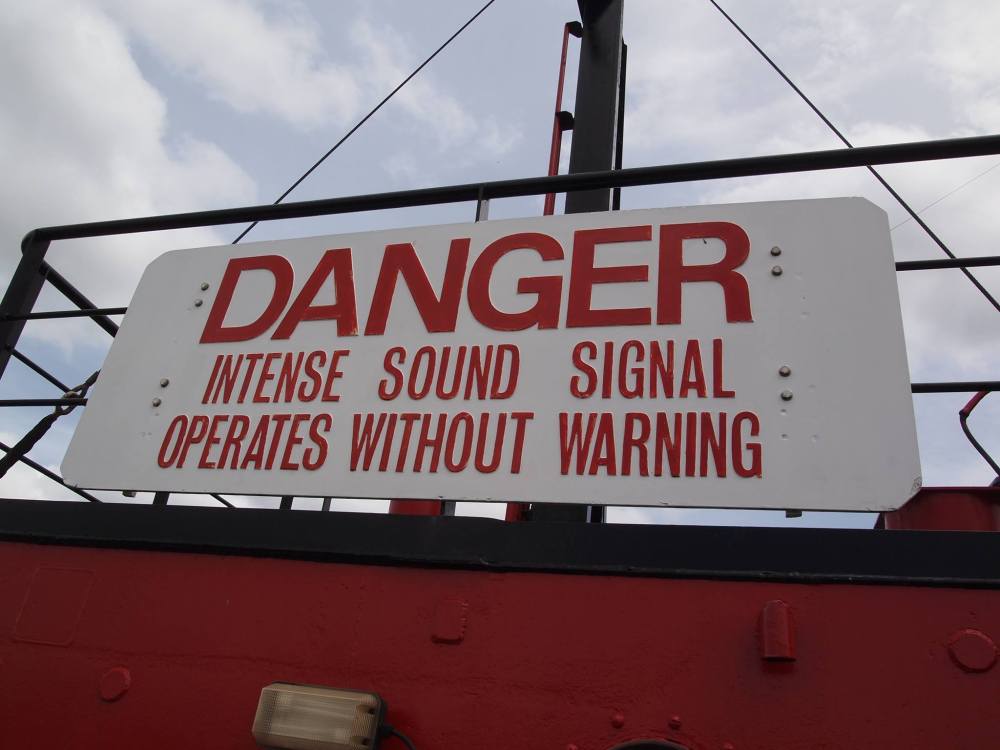 DANGER
INTENSE SOUND SIGNAL
OPERATES WITHOUT WARNING